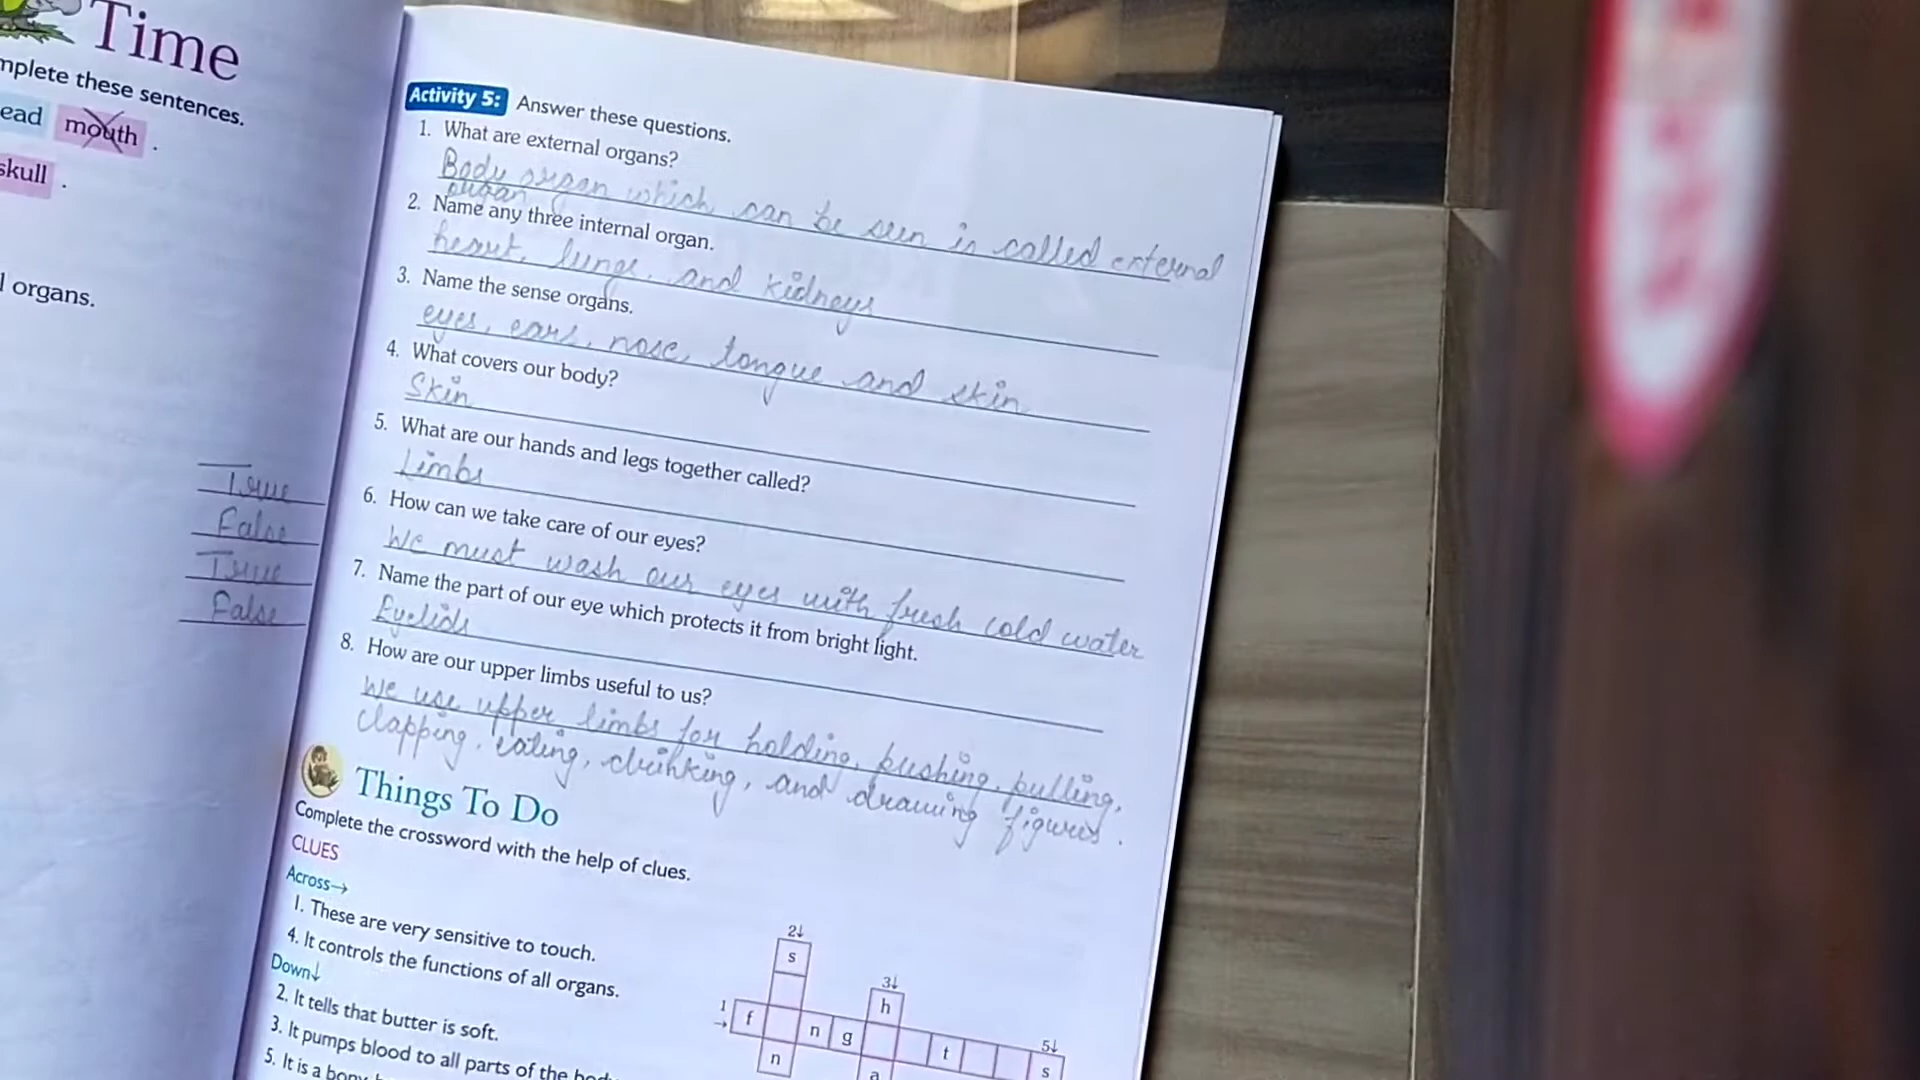 Time
mplete these sentences.
ead mouth .
skull .
l organs.
True
False
True
False
Activity 5: Answer these questions.
1. What are external organs?
Body organ which can be seen is called external
organ
2. Name any three internal organ.
heart, lungs, and kidneys
3. Name the sense organs.
eyes, ears, nose, tongue and skin
4. What covers our body?
Skin
5. What are our hands and legs together called?
Limbs
6. How can we take care of our eyes?
We must wash our eyes with fresh cold water
7. Name the part of our eye which protects it from bright light.
Eyelids
8. How are our upper limbs useful to us?
We use upper limbs for holding, pushing, pulling,
clapping, eating, drinking, and drawing figures.
Things To Do
Complete the crossword with the help of clues.
CLUES
Across→
1. These are very sensitive to touch.
4. It controls the functions of all organs.
Down↓
2. It tells that butter is soft.
3. It pumps blood to all parts of the body
5. It is a bony
2↓
s
3↓
h
1 → f n g t
5↓
s
n
a